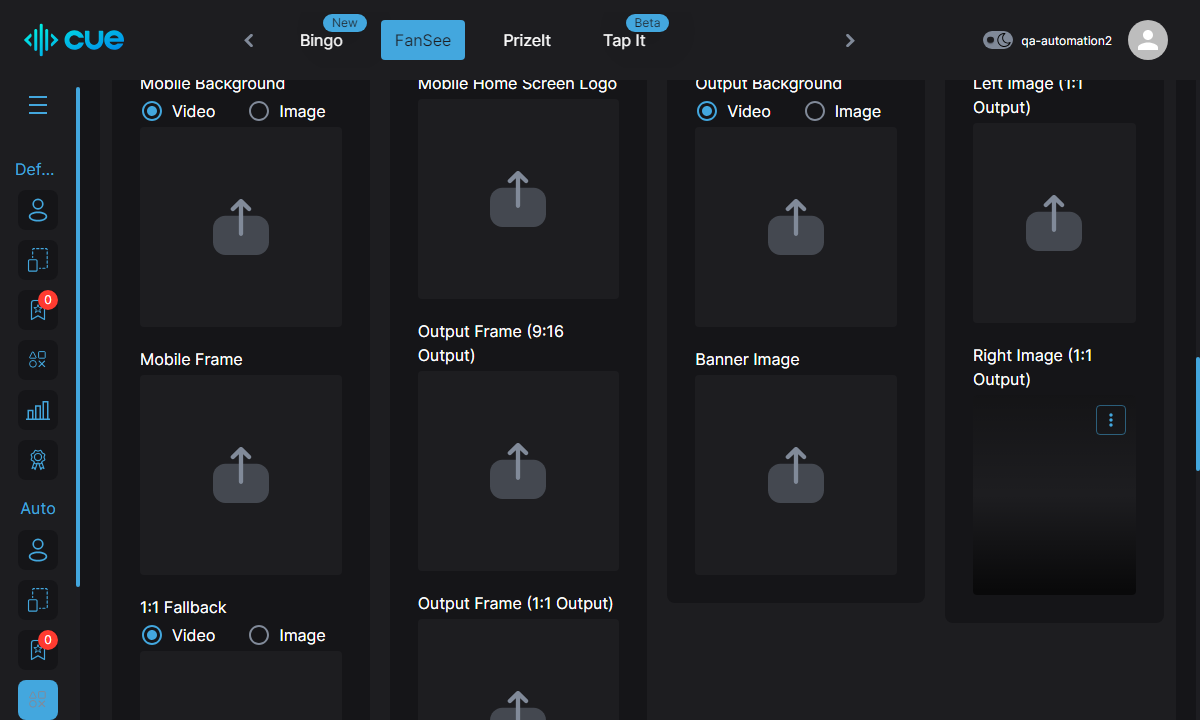 cue
Bingo
New
FanSee
PrizeIt
Tap It
Beta
qa-automation2
Def...
0
Auto
0
Mobile Background
Video
Image
Mobile Frame
1:1 Fallback
Video
Image
Mobile Home Screen Logo
Output Frame (9:16
Output)
Output Frame (1:1 Output)
Output Background
Video
Image
Banner Image
Left Image (1:1
Output)
Right Image (1:1
Output)